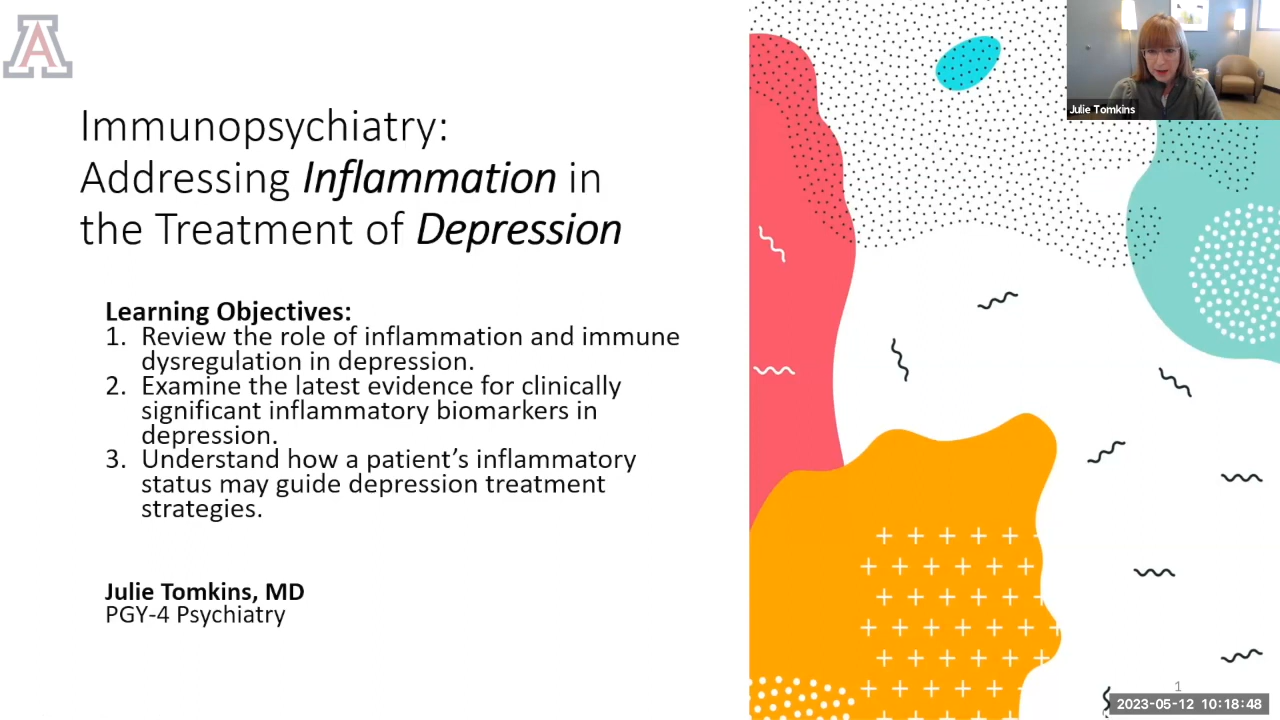 A
Julie Tomkins
Immunopsychiatry:
Addressing Inflammation in
the Treatment of Depression
Learning Objectives:
1. Review the role of inflammation and immune
dysregulation in depression.
2. Examine the latest evidence for clinically
significant inflammatory biomarkers in
depression.
3. Understand how a patient’s inflammatory
status may guide depression treatment
strategies.
Julie Tomkins, MD
PGY-4 Psychiatry
1
2023-05-12 10:18:48